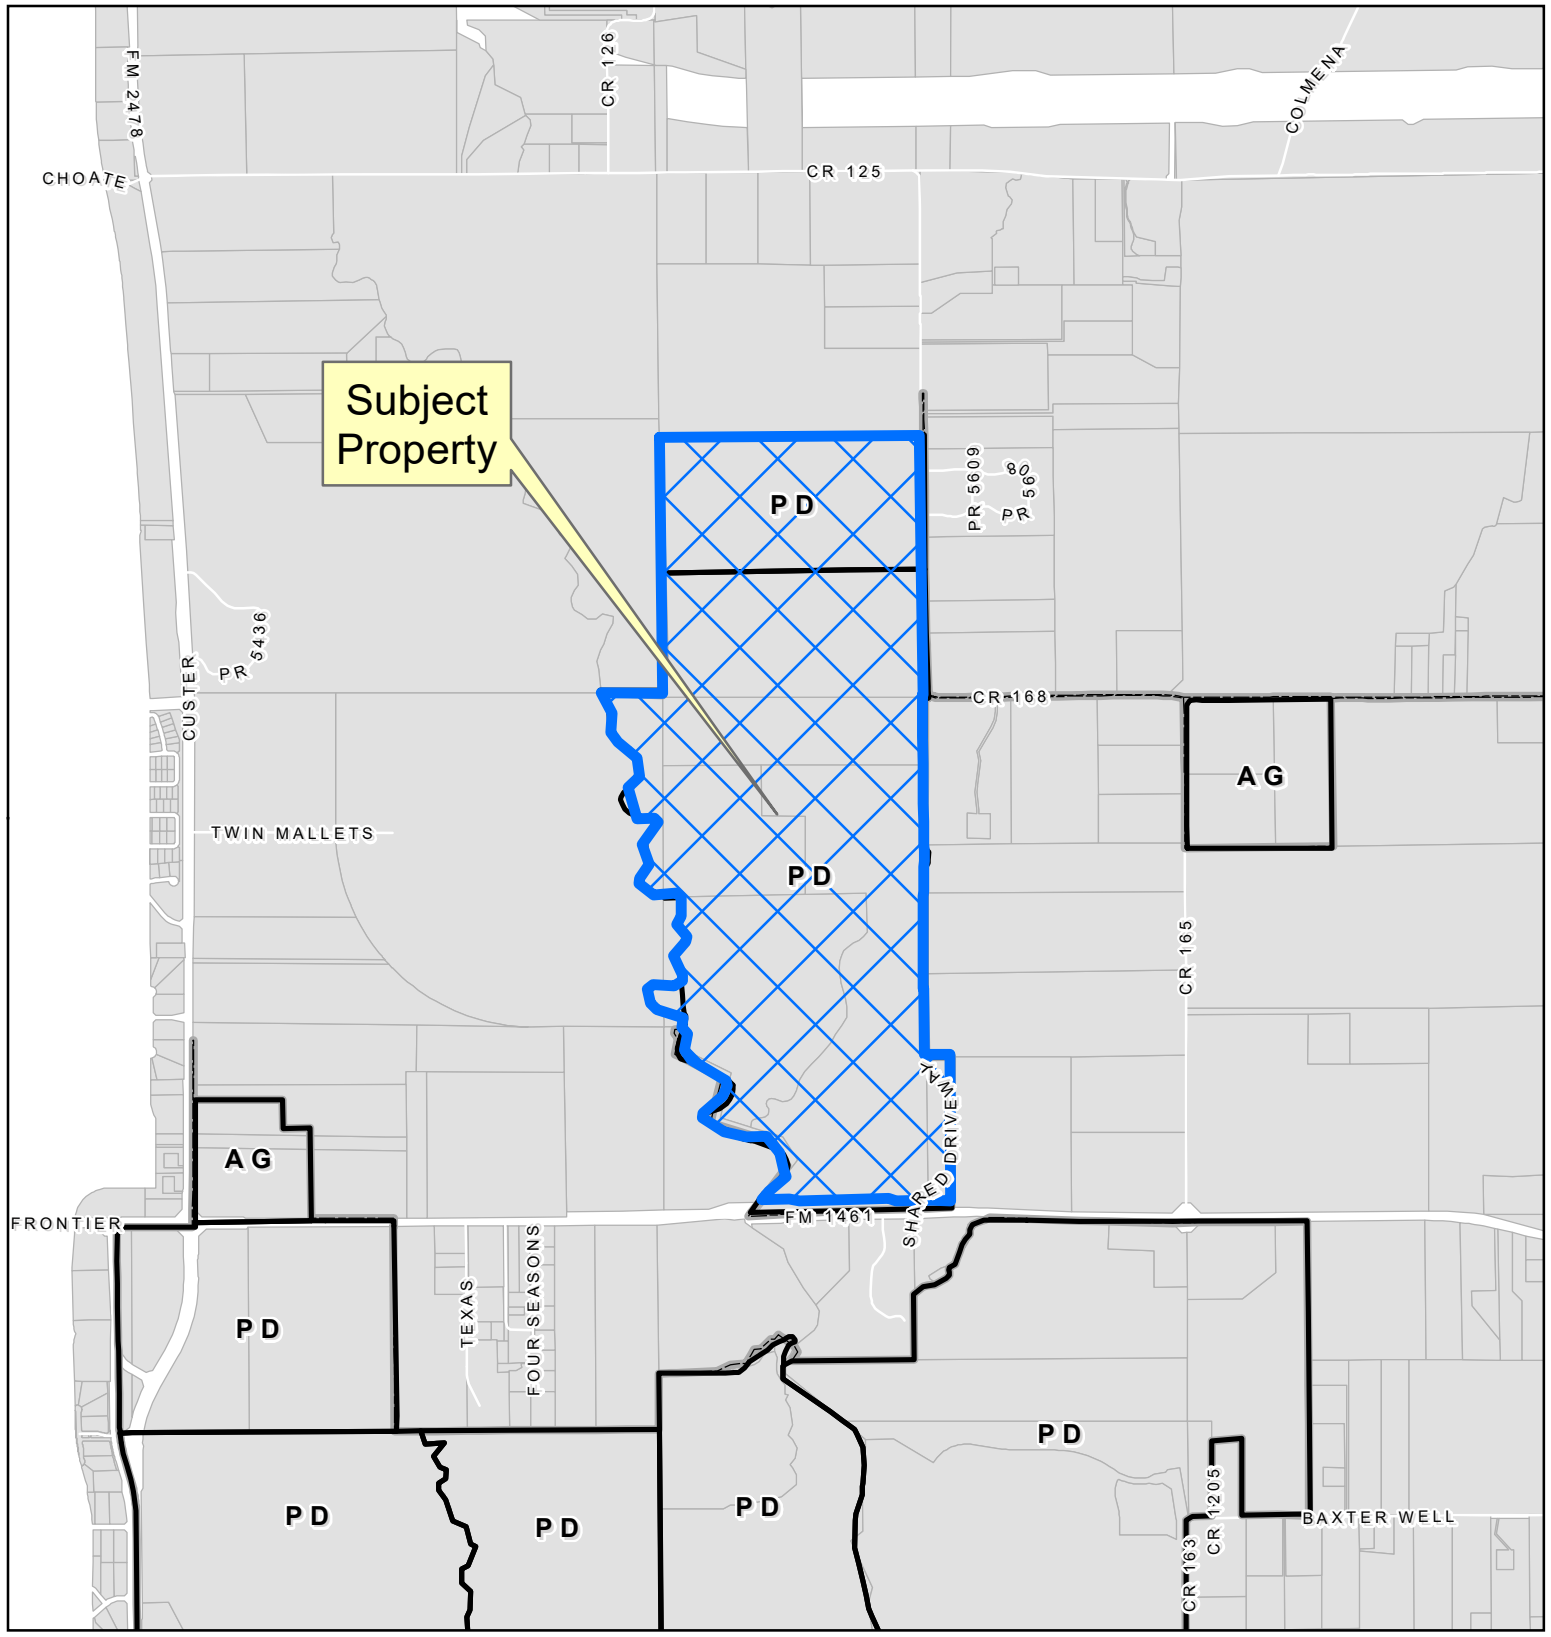 FM 2478
CR 126
COLMENA
CHOATE
CR 125
Subject
Property
PD
PR 5609
PR 5608
PR 5436
CUSTER
CR 168
AG
TWIN MALLETS
PD
CR 165
SHARED DRIVEWAY
AG
FRONTIER
FM 1461
TEXAS
FOUR SEASONS
PD
PD
PD
PD
PD
CR 1205
BAXTER WELL
CR 163